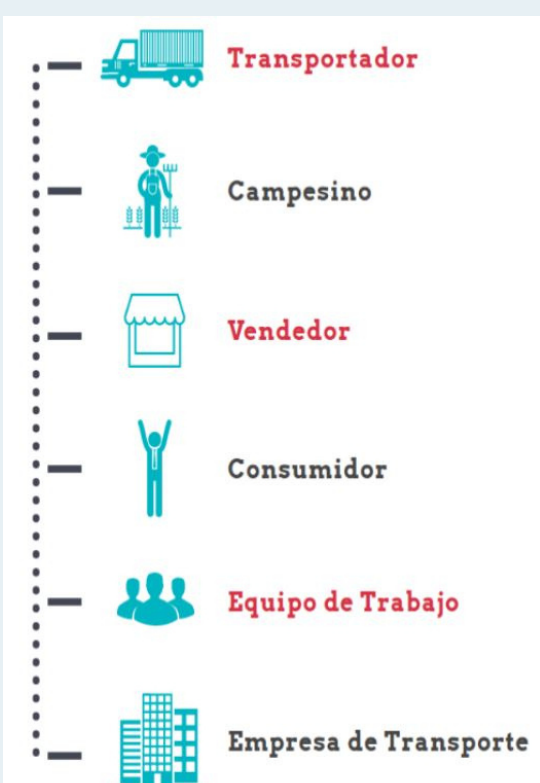 Transportador
Campesino
Vendedor
Consumidor
Equipo de Trabajo
Empresa de Transporte